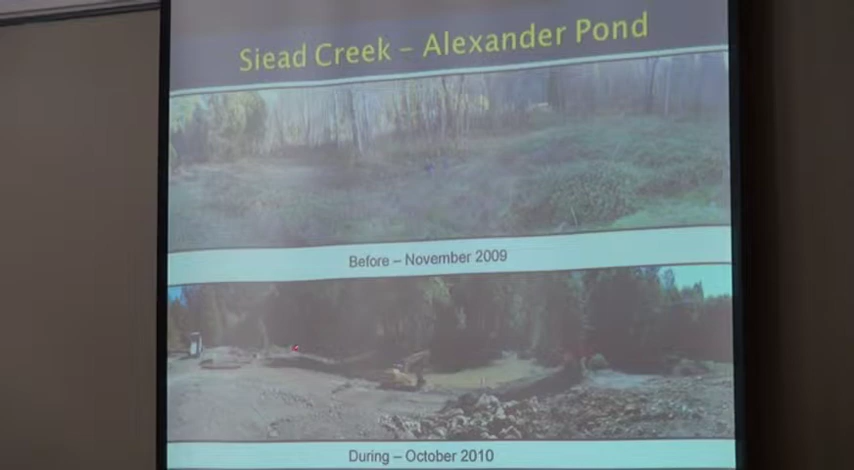 Siead Creek – Alexander Pond
Before – November 2009
During – October 2010